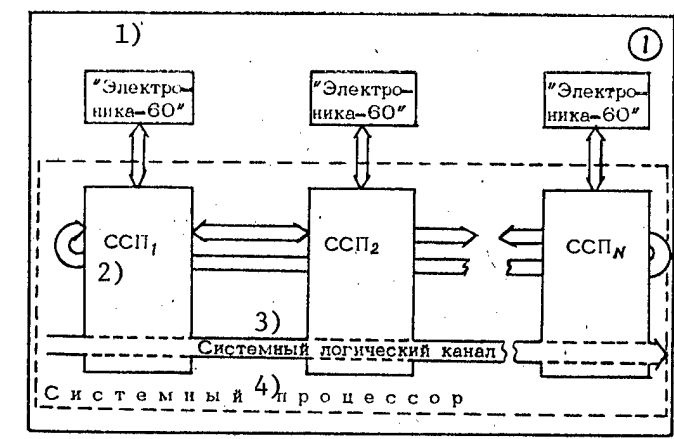 1)
1
"Электро-
ника-60"
"Электро-
ника-60"
"Электро-
ника-60"
ССП1
ССП2
ССПN
2)
3)
Системный логический канал
4)
Системный процессор